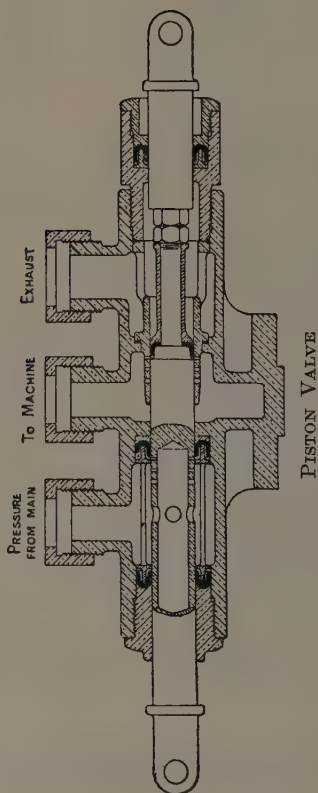 PRESSURE
FROM MAIN
TO MACHINE
EXHAUST
PISTON VALVE